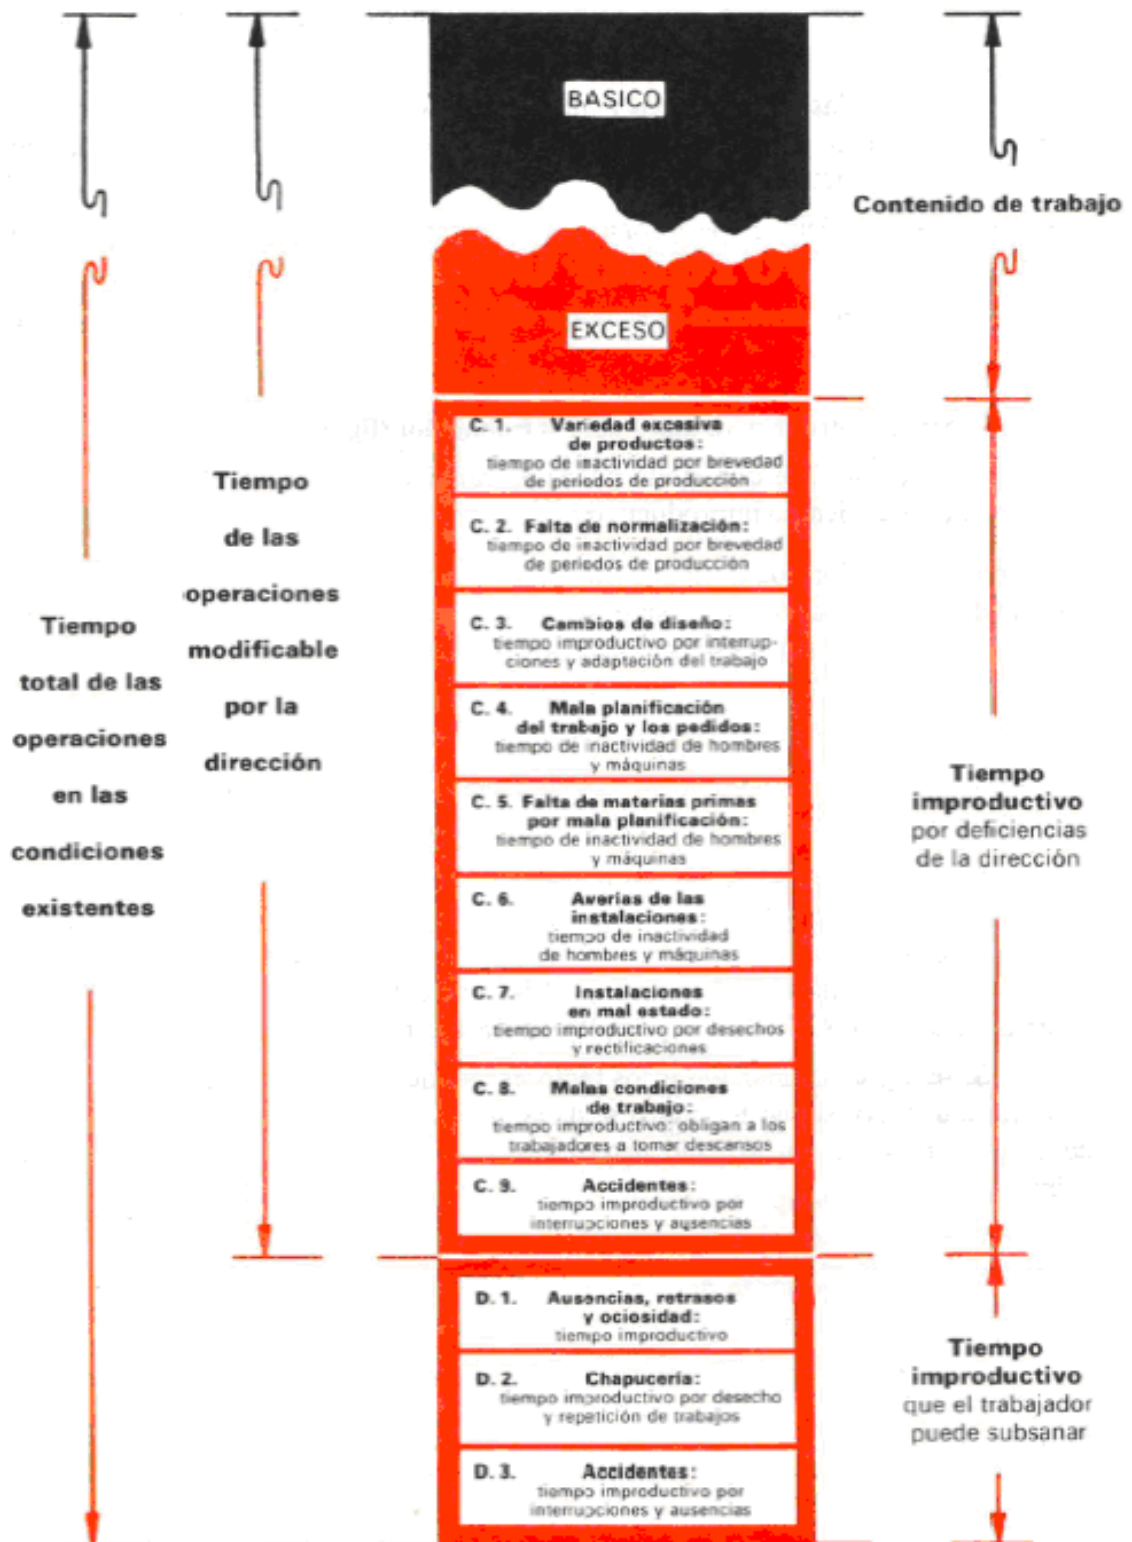 BASICO
Contenido de trabajo
EXCESO
Tiempo
total de las
operaciones
en las
condiciones
existentes
Tiempo
de las
operaciones
modificable
por la
dirección
C. 1. Variedad excesiva
de productos:
tiempo de inactividad por brevedad
de periodos de producción
C. 2. Falta de normalización:
tiempo de inactividad por brevedad
de periodos de producción
C. 3. Cambios de diseño:
tiempo improductivo por interrup-
ciones y adaptación del trabajo
C. 4. Mala planificación
del trabajo y los pedidos:
tiempo de inactividad de hombres
y máquinas
C. 5. Falta de materias primas
por mala planificación:
tiempo de inactividad de hombres
y máquinas
C. 6. Averias de las
instalaciones:
tiempo de inactividad
de hombres y máquinas
C. 7. Instalaciones
en mal estado:
tiempo improductivo por desechos
y rectificaciones
C. 8. Malas condiciones
de trabajo:
tiempo improductivo: obligan a los
trabajadores a tomar descansos
C. 9. Accidentes:
tiempo improductivo por
interrupciones y ausencias
Tiempo
improductivo
por deficiencias
de la dirección
D. 1. Ausencias, retrasos
y ociosidad:
tiempo improductivo
D. 2. Chapucería:
tiempo improductivo por desecho
y repetición de trabajos
D. 3. Accidentes:
tiempo improductivo por
interrupciones y ausencias
Tiempo
improductivo
que el trabajador
puede subsanar